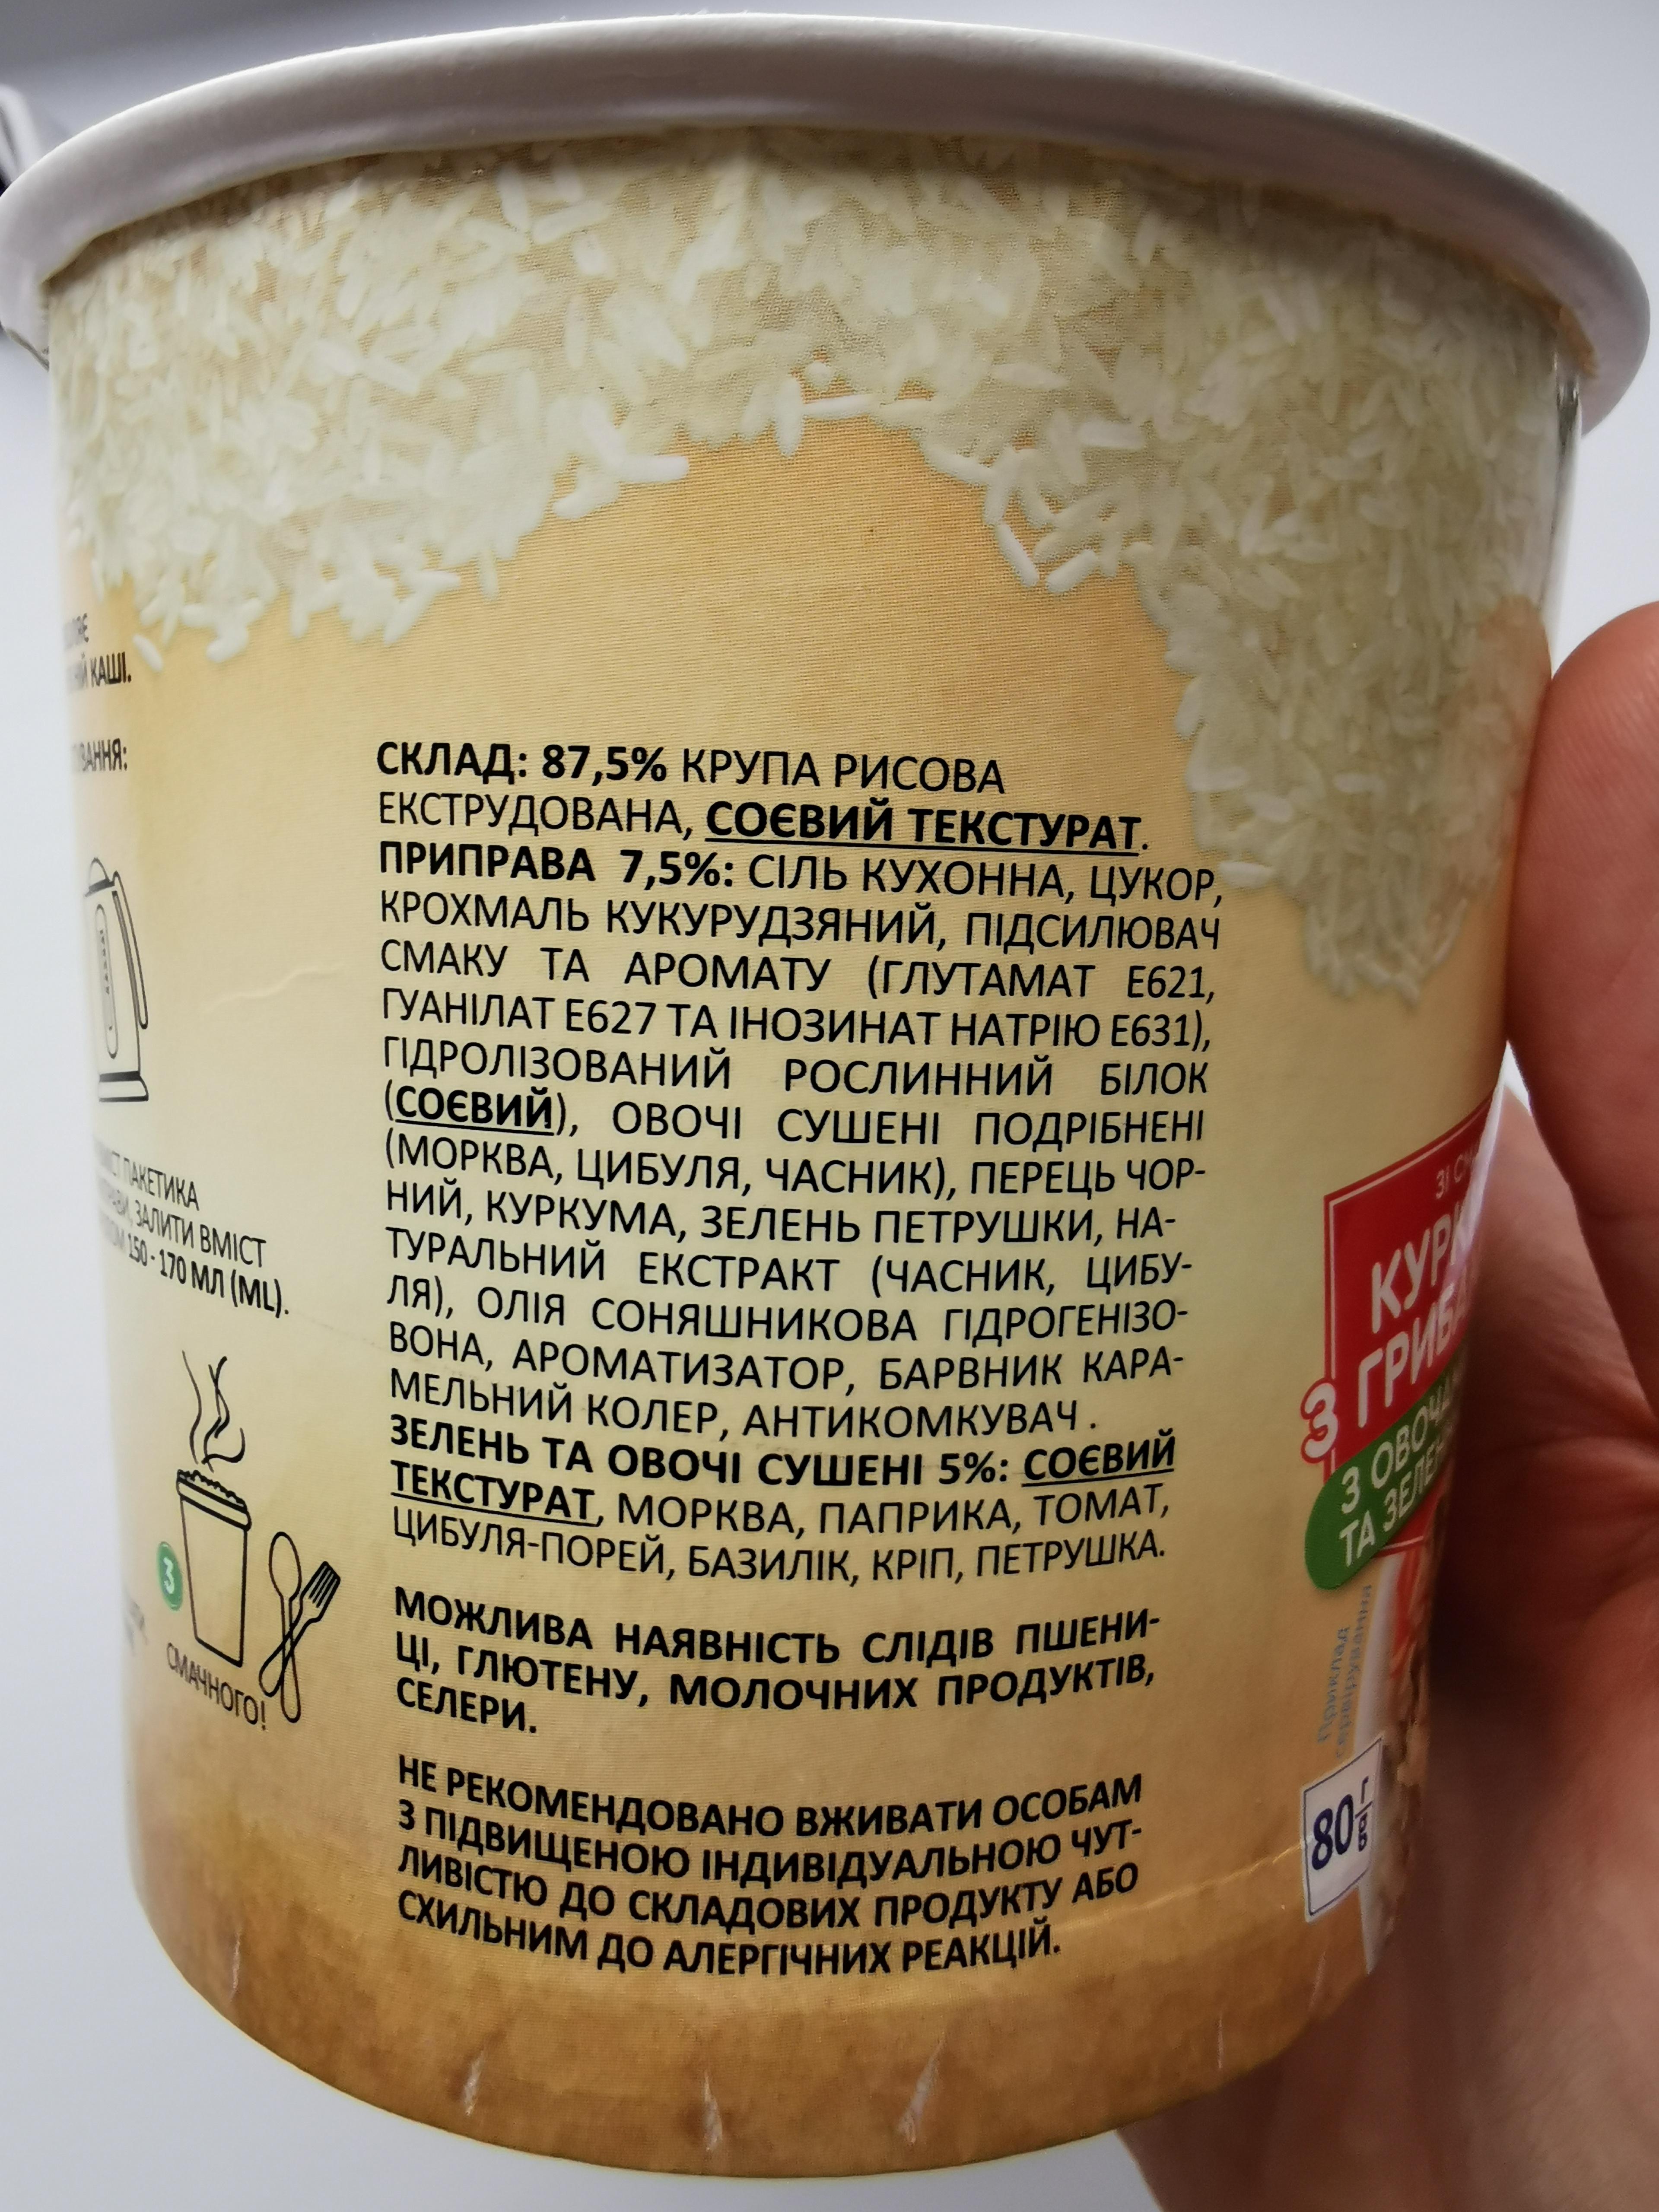 КАШІ.
ПАКЕТИКА
ЗАЛИТИ ВМІСТ
150 - 170 МЛ (ML).
3
СМАЧНОГО!
СКЛАД: 87,5% КРУПА РИСОВА
ЕКСТРУДОВАНА, СОЄВИЙ ТЕКСТУРАТ.
ПРИПРАВА 7,5%: СІЛЬ КУХОННА, ЦУКОР,
КРОХМАЛЬ КУКУРУДЗЯНИЙ, ПІДСИЛЮВАЧ
СМАКУ ТА АРОМАТУ (ГЛУТАМАТ Е621,
ГУАНІЛАТ Е627 ТА ІНОЗИНАТ НАТРІЮ Е631),
ГІДРОЛІЗОВАНИЙ РОСЛИННИЙ БІЛОК
(СОЄВИЙ), ОВОЧІ СУШЕНІ ПОДРІБНЕНІ
(МОРКВА, ЦИБУЛЯ, ЧАСНИК), ПЕРЕЦЬ ЧОР-
НИЙ, КУРКУМА, ЗЕЛЕНЬ ПЕТРУШКИ, НА-
ТУРАЛЬНИЙ ЕКСТРАКТ (ЧАСНИК, ЦИБУ-
ЛЯ), ОЛІЯ СОНЯШНИКОВА ГІДРОГЕНІЗО-
ВОНА, АРОМАТИЗАТОР, БАРВНИК КАРА-
МЕЛЬНИЙ КОЛЕР, АНТИКОМКУВАЧ .
ЗЕЛЕНЬ ТА ОВОЧІ СУШЕНІ 5%: СОЄВИЙ
ТЕКСТУРАТ, МОРКВА, ПАПРИКА, ТОМАТ,
ЦИБУЛЯ-ПОРЕЙ, БАЗИЛІК, КРІП, ПЕТРУШКА.
МОЖЛИВА НАЯВНІСТЬ СЛІДІВ ПШЕНИ-
ЦІ, ГЛЮТЕНУ, МОЛОЧНИХ ПРОДУКТІВ,
СЕЛЕРИ.
НЕ РЕКОМЕНДОВАНО ВЖИВАТИ ОСОБАМ
З ПІДВИЩЕНОЮ ІНДИВІДУАЛЬНОЮ ЧУТ-
ЛИВІСТЮ ДО СКЛАДОВИХ ПРОДУКТУ АБО
СХИЛЬНИМ ДО АЛЕРГІЧНИХ РЕАКЦІЙ.
ЗІ
З
З
ТА
Приклад
сервірування
80 г g